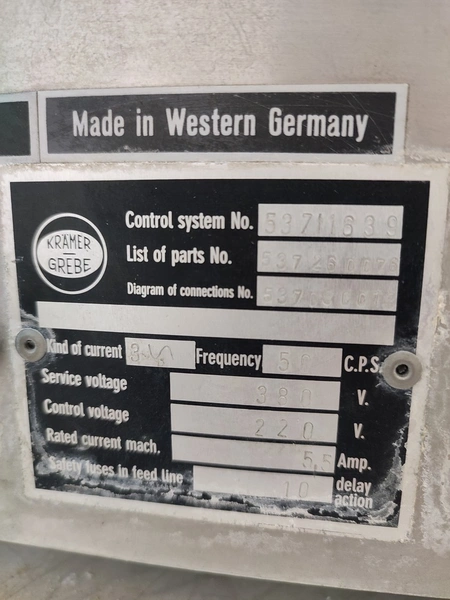 Made in Western Germany
KRÄMER
GREBE
Control system No. 53711639
List of parts No.
Diagram of connections No.
Kind of current 3~ Frequency 50 C.P.S.
Service voltage 380 V.
Control voltage 220 V.
Rated current mach. 5,5 Amp.
Safety fuses in feed line 10 delay
action